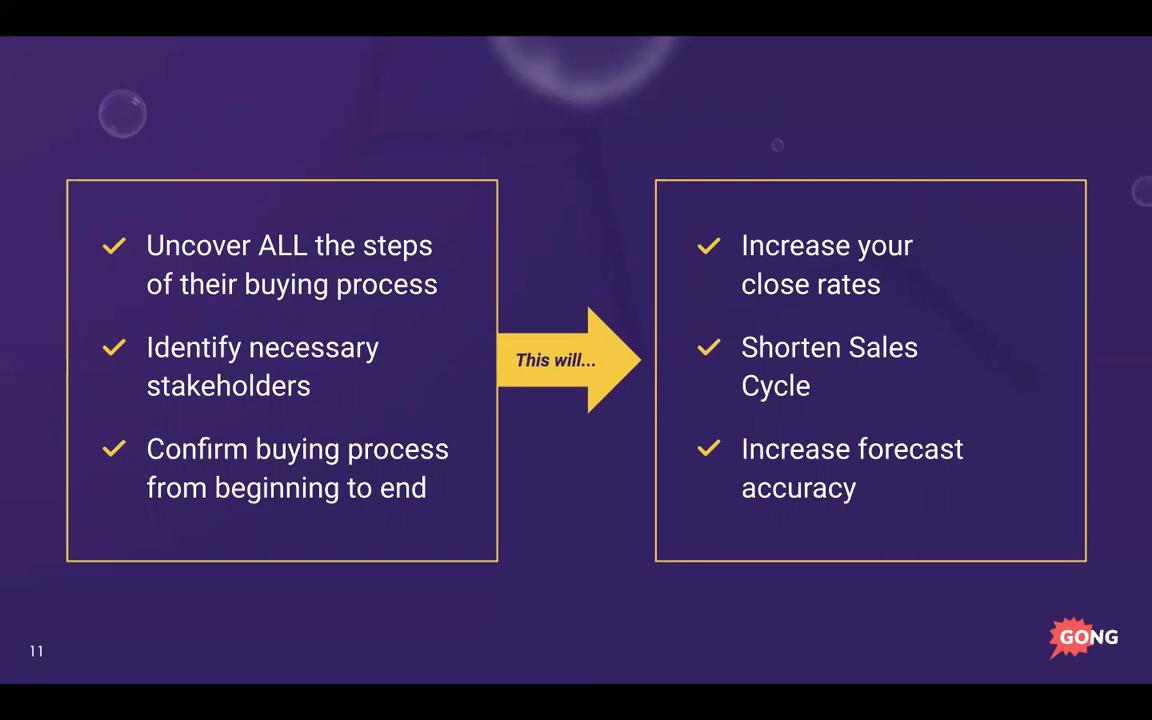 Uncover ALL the steps
of their buying process
Identify necessary
stakeholders
Confirm buying process
from beginning to end
This will...
Increase your
close rates
Shorten Sales
Cycle
Increase forecast
accuracy
11
GONG